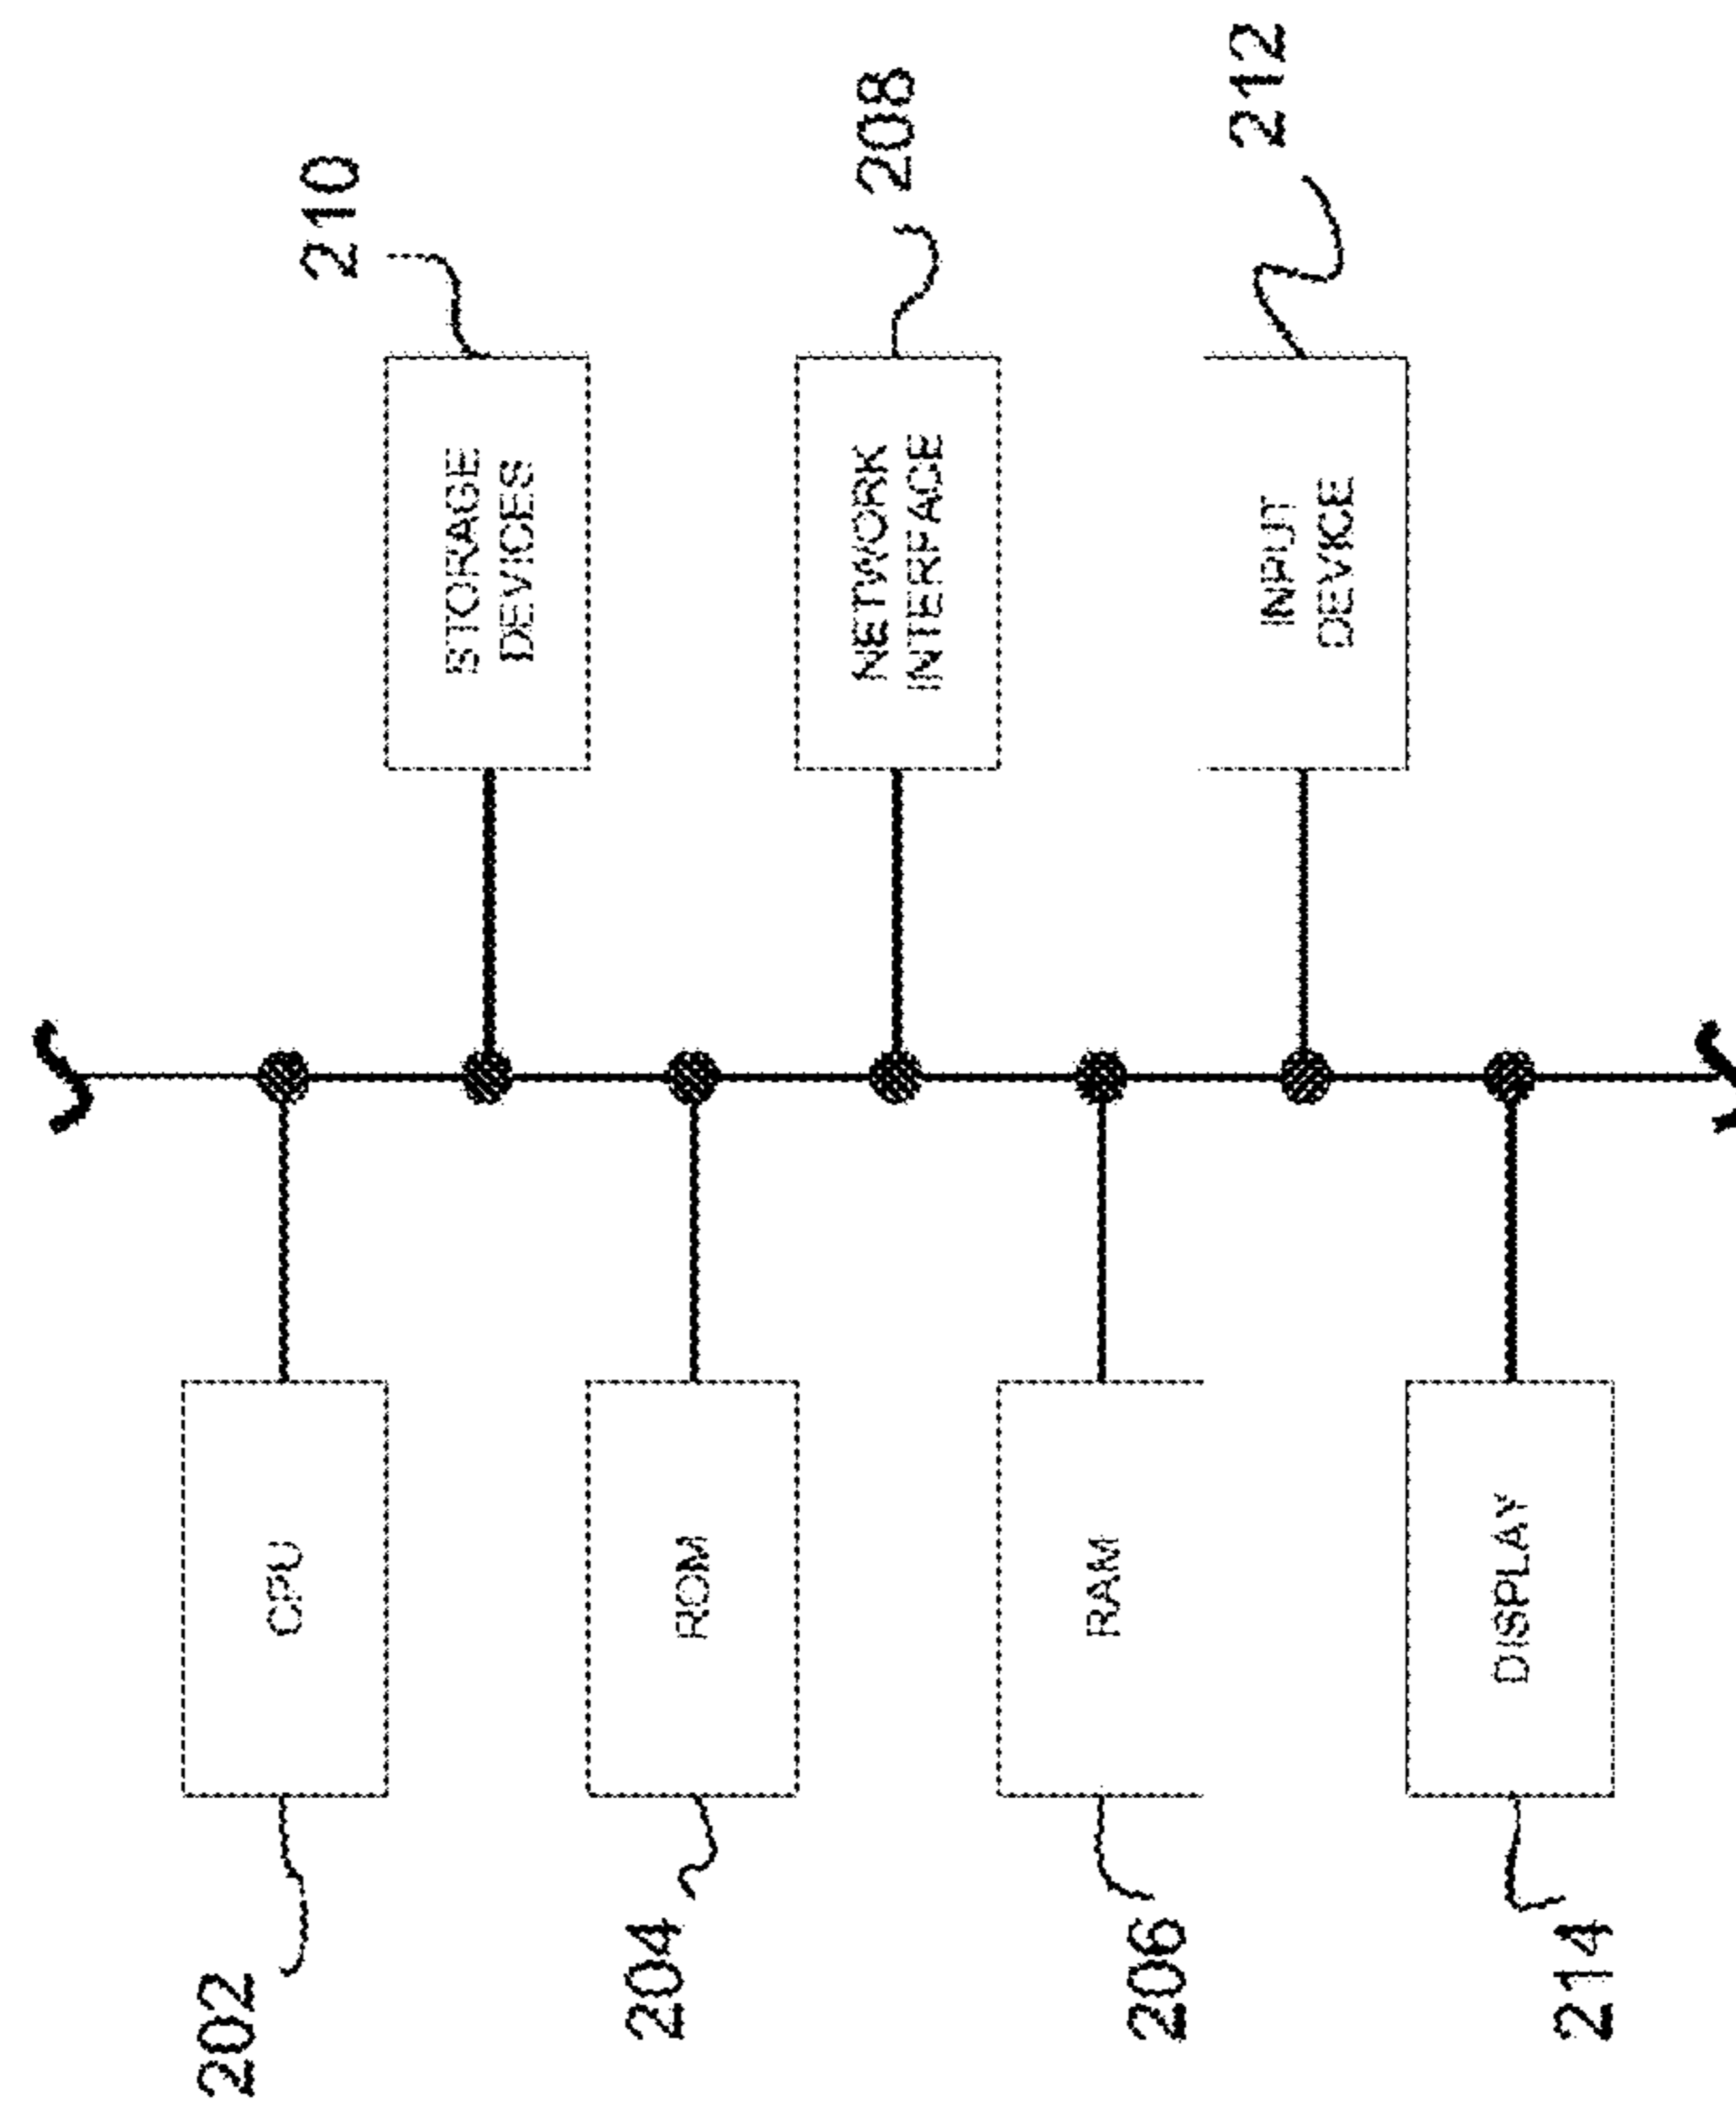 202
CPU
210
STORAGE
DEVICES
204
ROM
208
NETWORK
INTERFACE
206
RAM
212
INPUT
DEVICE
214
DISPLAY